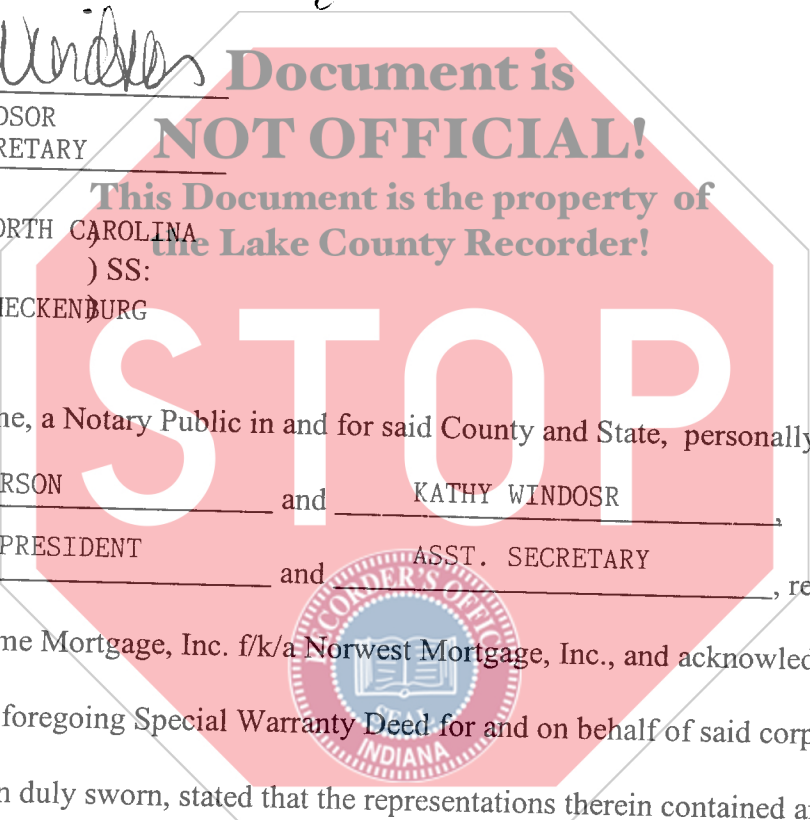 Document is
DSOR
NOT OFFICIAL!
RETARY
This Document is the property of
ORTH CAROLINA )
the Lake County Recorder!
) SS:
MECKENBURG )
STOP
me, a Notary Public in and for said County and State, personally
RSON and KATHY WINDOSR ,
PRESIDENT and ASST. SECRETARY , re
RECORDER'S OFFICE
me Mortgage, Inc. f/k/a Norwest Mortgage, Inc., and acknowled
SEAL
foregoing Special Warranty Deed for and on behalf of said corp
INDIANA
n duly sworn, stated that the representations therein contained a